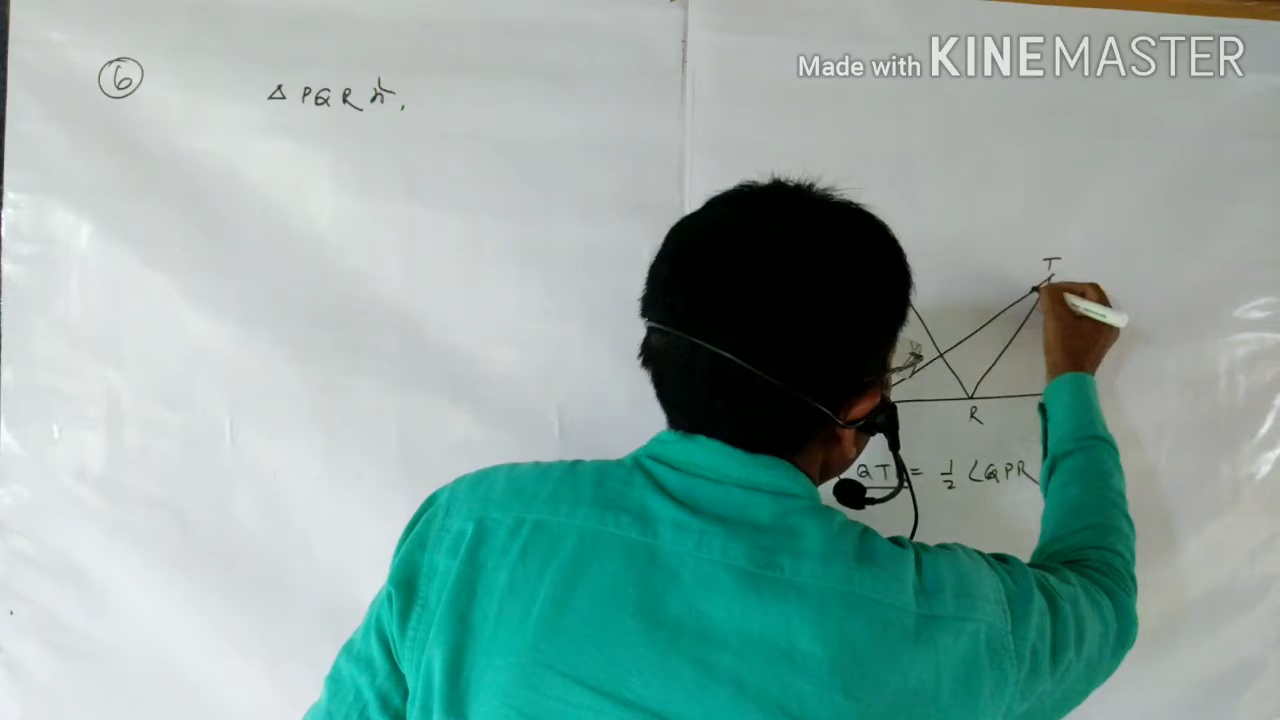 Made with KINEMASTER
⑥ Δ PQR में,
T
R
QT = 1/2 ∠QPR